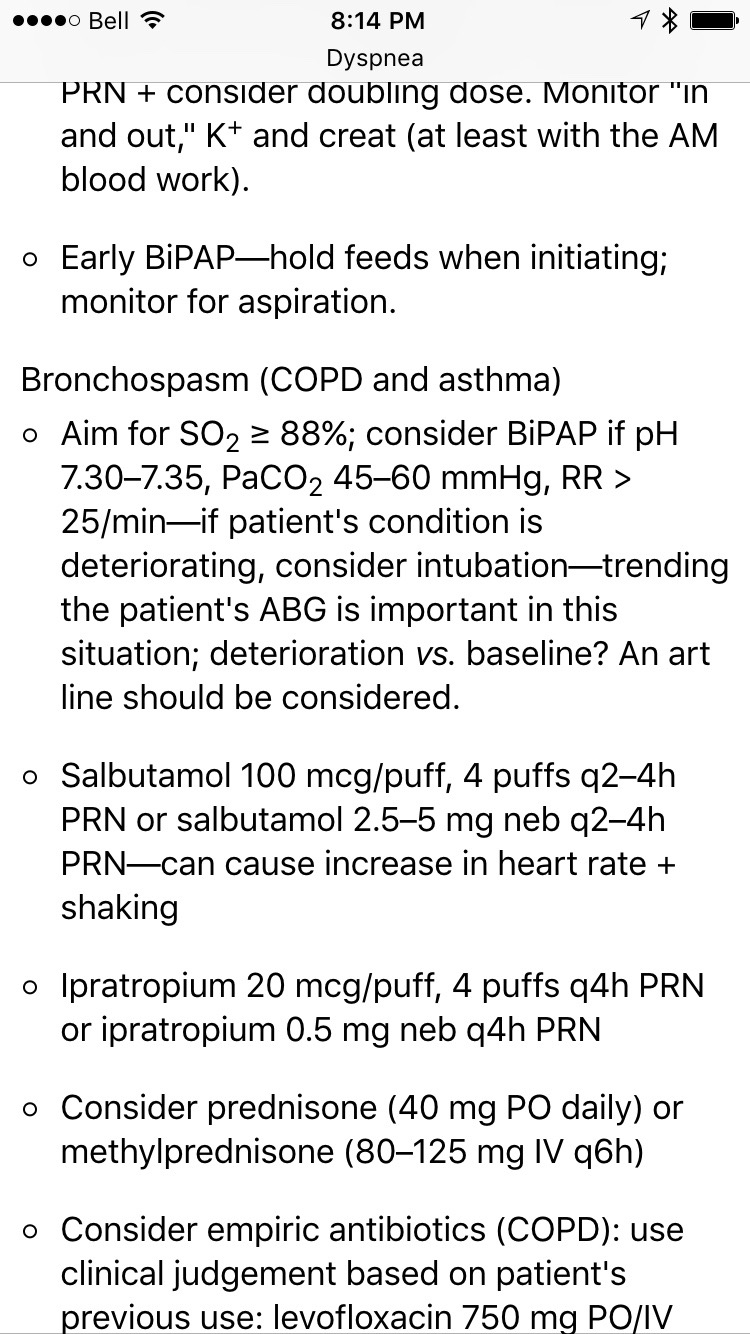 Bell 8:14 PM
Dyspnea
PRN + consider doubling dose. Monitor "in
and out," K⁺ and creat (at least with the AM
blood work).
Early BiPAP—hold feeds when initiating;
monitor for aspiration.
Bronchospasm (COPD and asthma)
Aim for SO₂ ≥ 88%; consider BiPAP if pH
7.30–7.35, PaCO₂ 45–60 mmHg, RR >
25/min—if patient's condition is
deteriorating, consider intubation—trending
the patient's ABG is important in this
situation; deterioration vs. baseline? An art
line should be considered.
Salbutamol 100 mcg/puff, 4 puffs q2–4h
PRN or salbutamol 2.5–5 mg neb q2–4h
PRN—can cause increase in heart rate +
shaking
Ipratropium 20 mcg/puff, 4 puffs q4h PRN
or ipratropium 0.5 mg neb q4h PRN
Consider prednisone (40 mg PO daily) or
methylprednisone (80–125 mg IV q6h)
Consider empiric antibiotics (COPD): use
clinical judgement based on patient's
previous use: levofloxacin 750 mg PO/IV